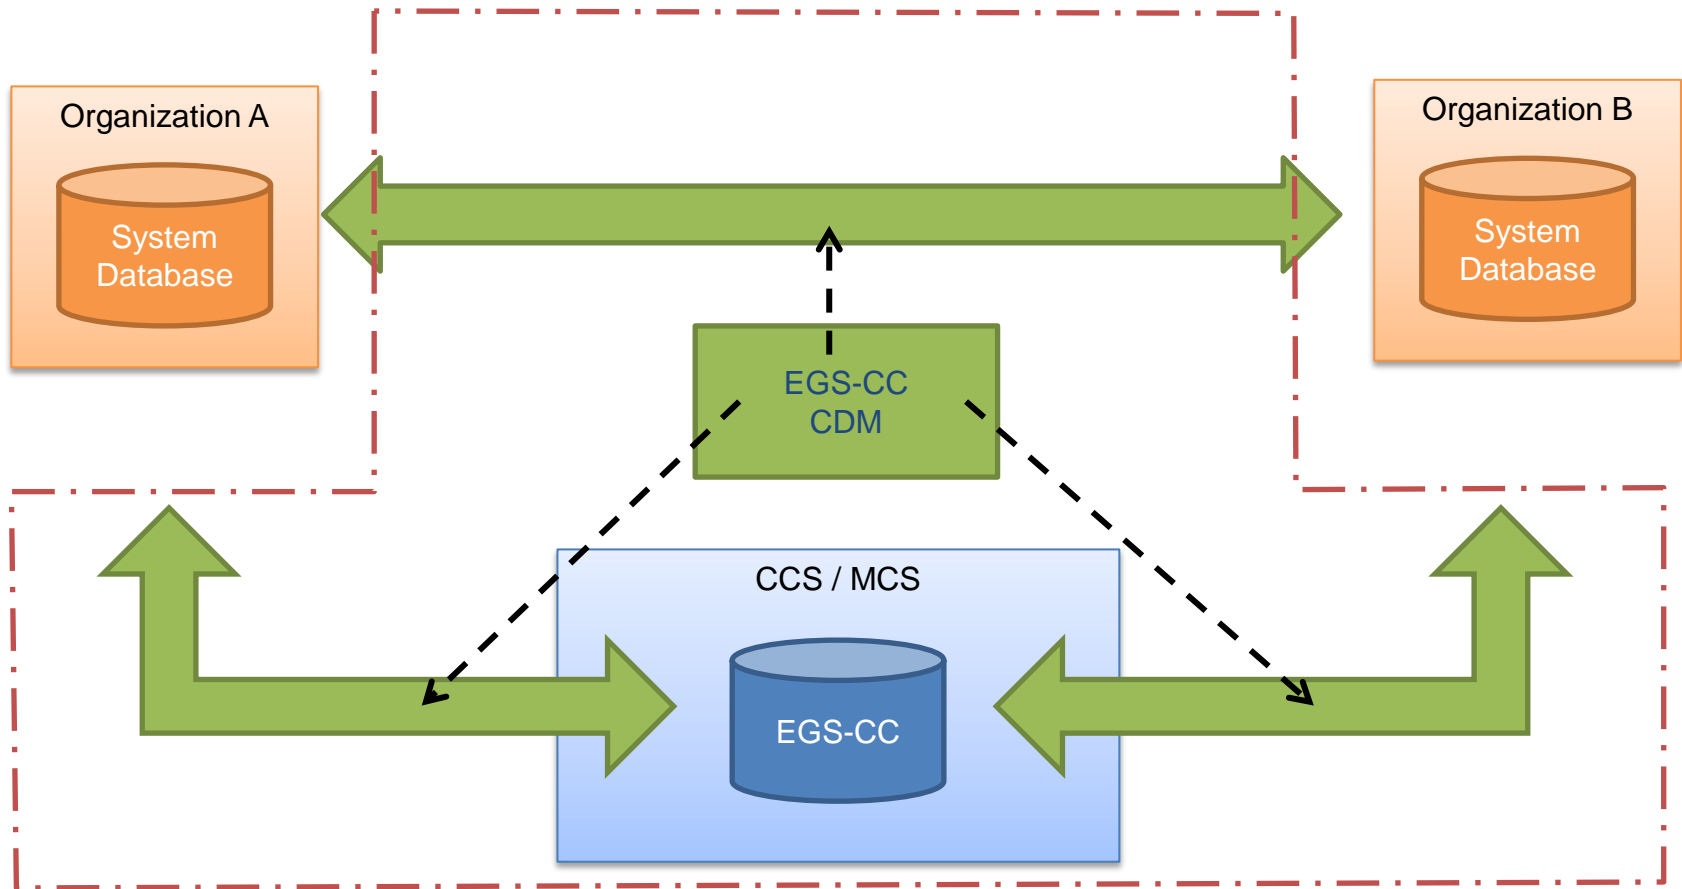 Organization A
System
Database
Organization B
System
Database
EGS-CC
CDM
CCS / MCS
EGS-CC